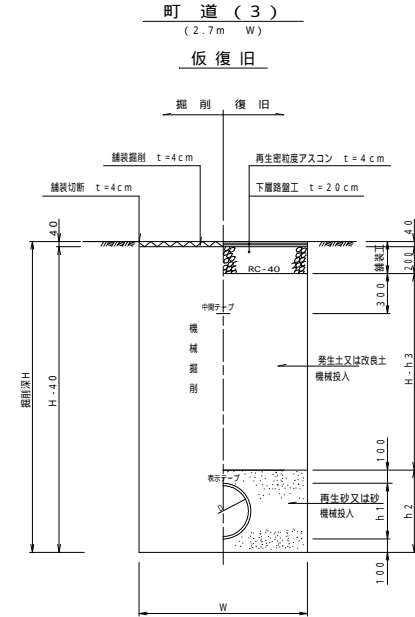 町道(3)
(2.7m W)
仮復旧
掘削 復旧
舗装掘削 t=4cm
再生密粒度アスコン t=4cm
舗装切断 t=4cm
下層路盤工 t=20cm
40
40
舗装工
200
RC-40
300
中間テープ
機械掘削
発生土又は改良土
機械投入
掘削深H
H-40
H-h3
100
表示テープ
再生砂又は砂
機械投入
D
h1
h2
100
W